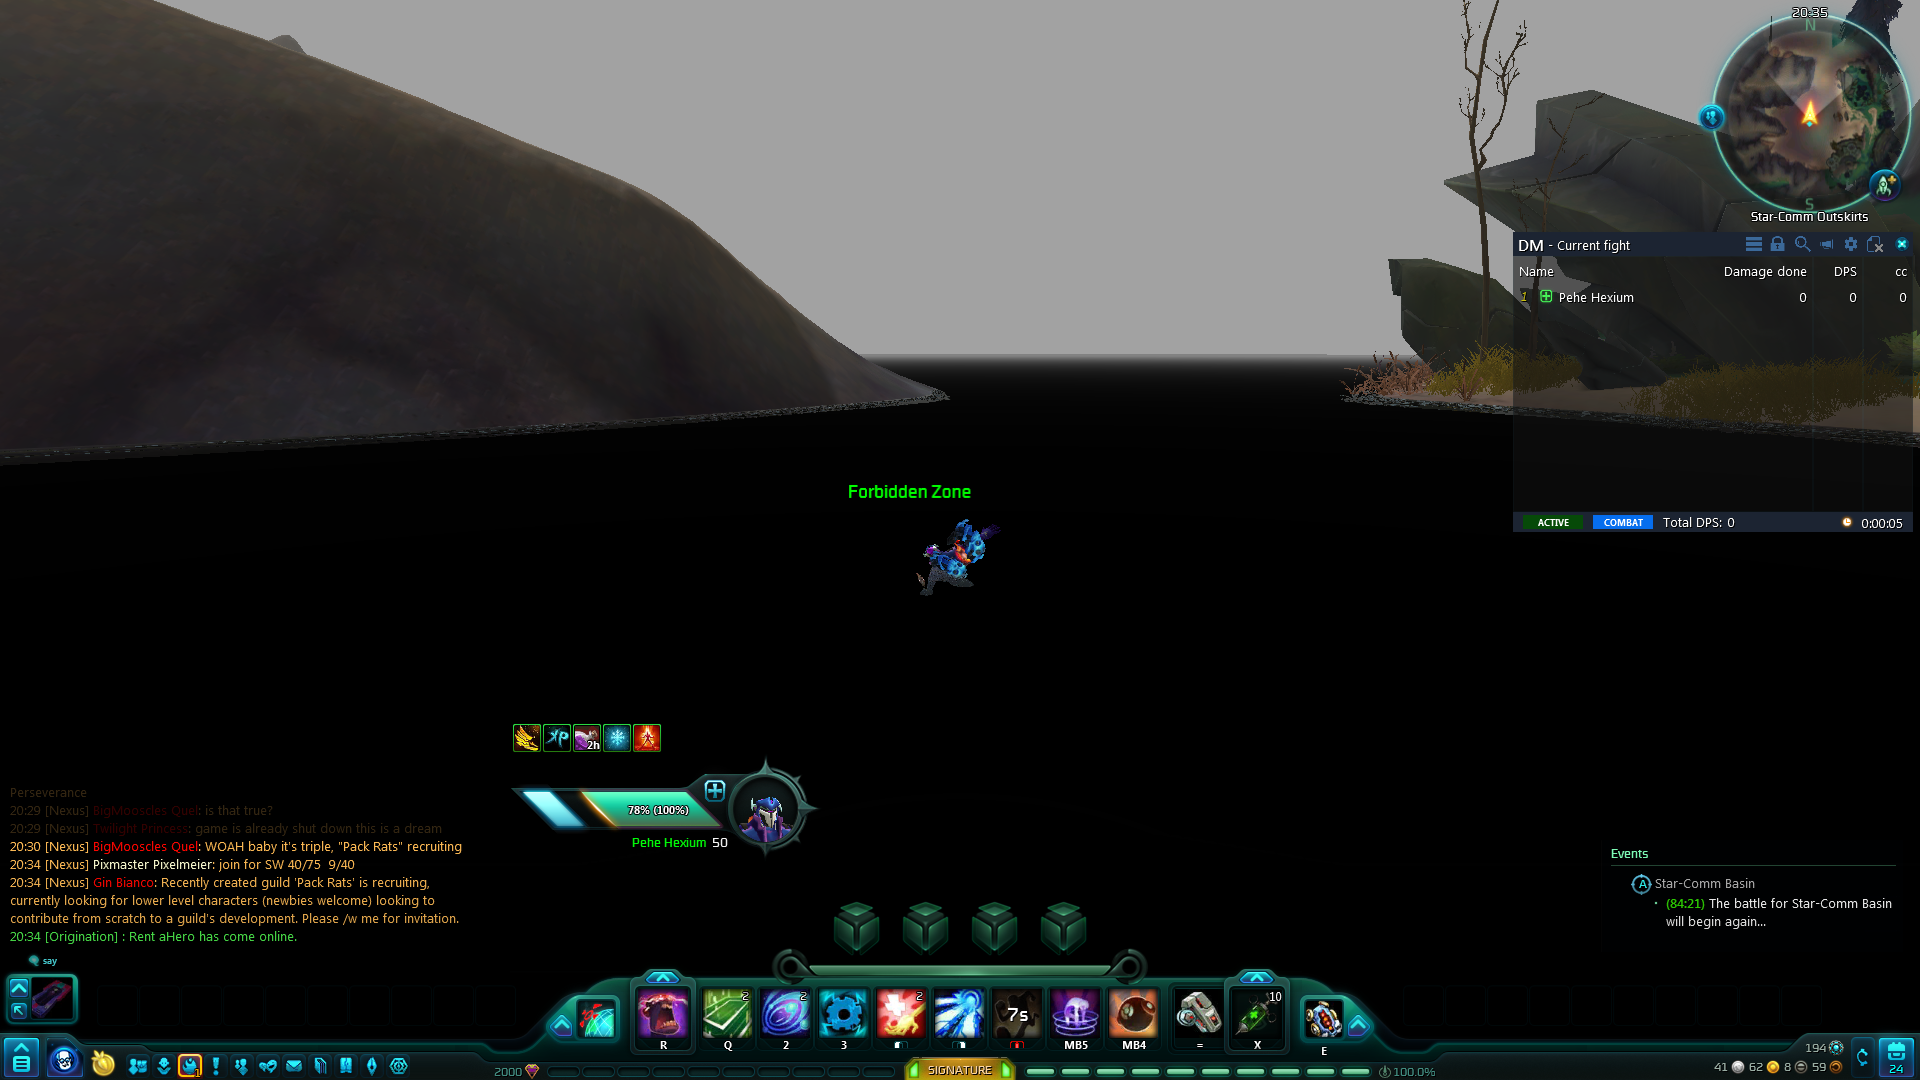 20:35
N
S
Star-Comm Outskirts
DM - Current fight
Name Damage done DPS cc
1 Pehe Hexium 0 0 0
ACTIVE COMBAT Total DPS: 0 0:00:05
Forbidden Zone
2h
78% (100%)
Pehe Hexium 50
Perseverance
20:29 [Nexus] BigMooscles Quel: is that true?
20:29 [Nexus] Twilight Princess: game is already shut down this is a dream
20:30 [Nexus] BigMooscles Quel: WOAH baby it's triple, "Pack Rats" recruiting
20:34 [Nexus] Pixmaster Pixelmeier: join for SW 40/75 9/40
20:34 [Nexus] Gin Bianco: Recently created guild 'Pack Rats' is recruiting,
currently looking for lower level characters (newbies welcome) looking to
contribute from scratch to a guild's development. Please /w me for invitation.
20:34 [Origination] : Rent aHero has come online.
say
Events
A Star-Comm Basin
(84:21) The battle for Star-Comm Basin
will begin again...
2 2 2 7s 10
R Q 2 3 MB5 MB4 = X E
2000 SIGNATURE 100.0%
194
41 62 8 59
24